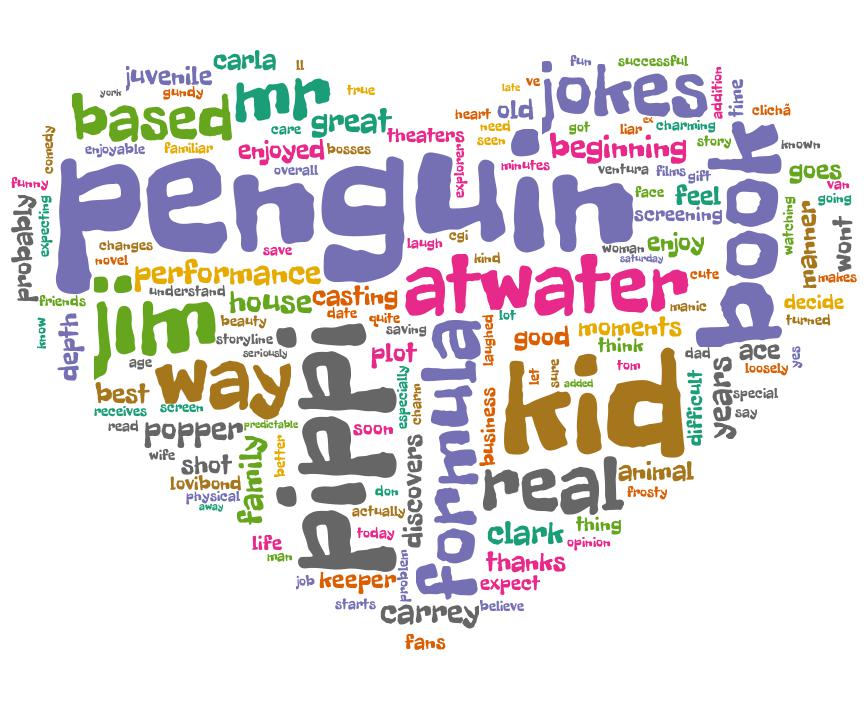 carla
ll
fun
successful
juvenile
gundy
york
mr
true
late
ve
jokes
addition
time
clichã
based
care
great
heart
old
got
liar
ex
charming
theaters
need
seen
story
known
comedy
enjoyable
familiar
enjoyed
bosses
explorers
beginning
overall
minutes
ventura
films
gift
book
goes
funny
penguin
face
feel
van
going
expecting
probably
screening
watching
manner
wont
changes
novel
save
laugh
cgi
woman
enjoy
kind
saturday
makes
performance
atwater
cute
understand
friends
house
casting
manic
decide
jim
beauty
date
quite
lot
turned
know
depth
storyline
saving
laughed
good
moments
seriously
think
age
plot
dad
ace
yes
way
pippi
formula
kid
tom
loosely
best
especially
charm
let
sure
added
difficult
years
special
receives
screen
say
read
popper
predictable
soon
business
wife
family
better
shot
discovers
real
animal
lovibond
physical
away
don
frosty
actually
thing
life
man
today
clark
opinion
thanks
job
keeper
problem
expect
starts
carrey
believe
fans